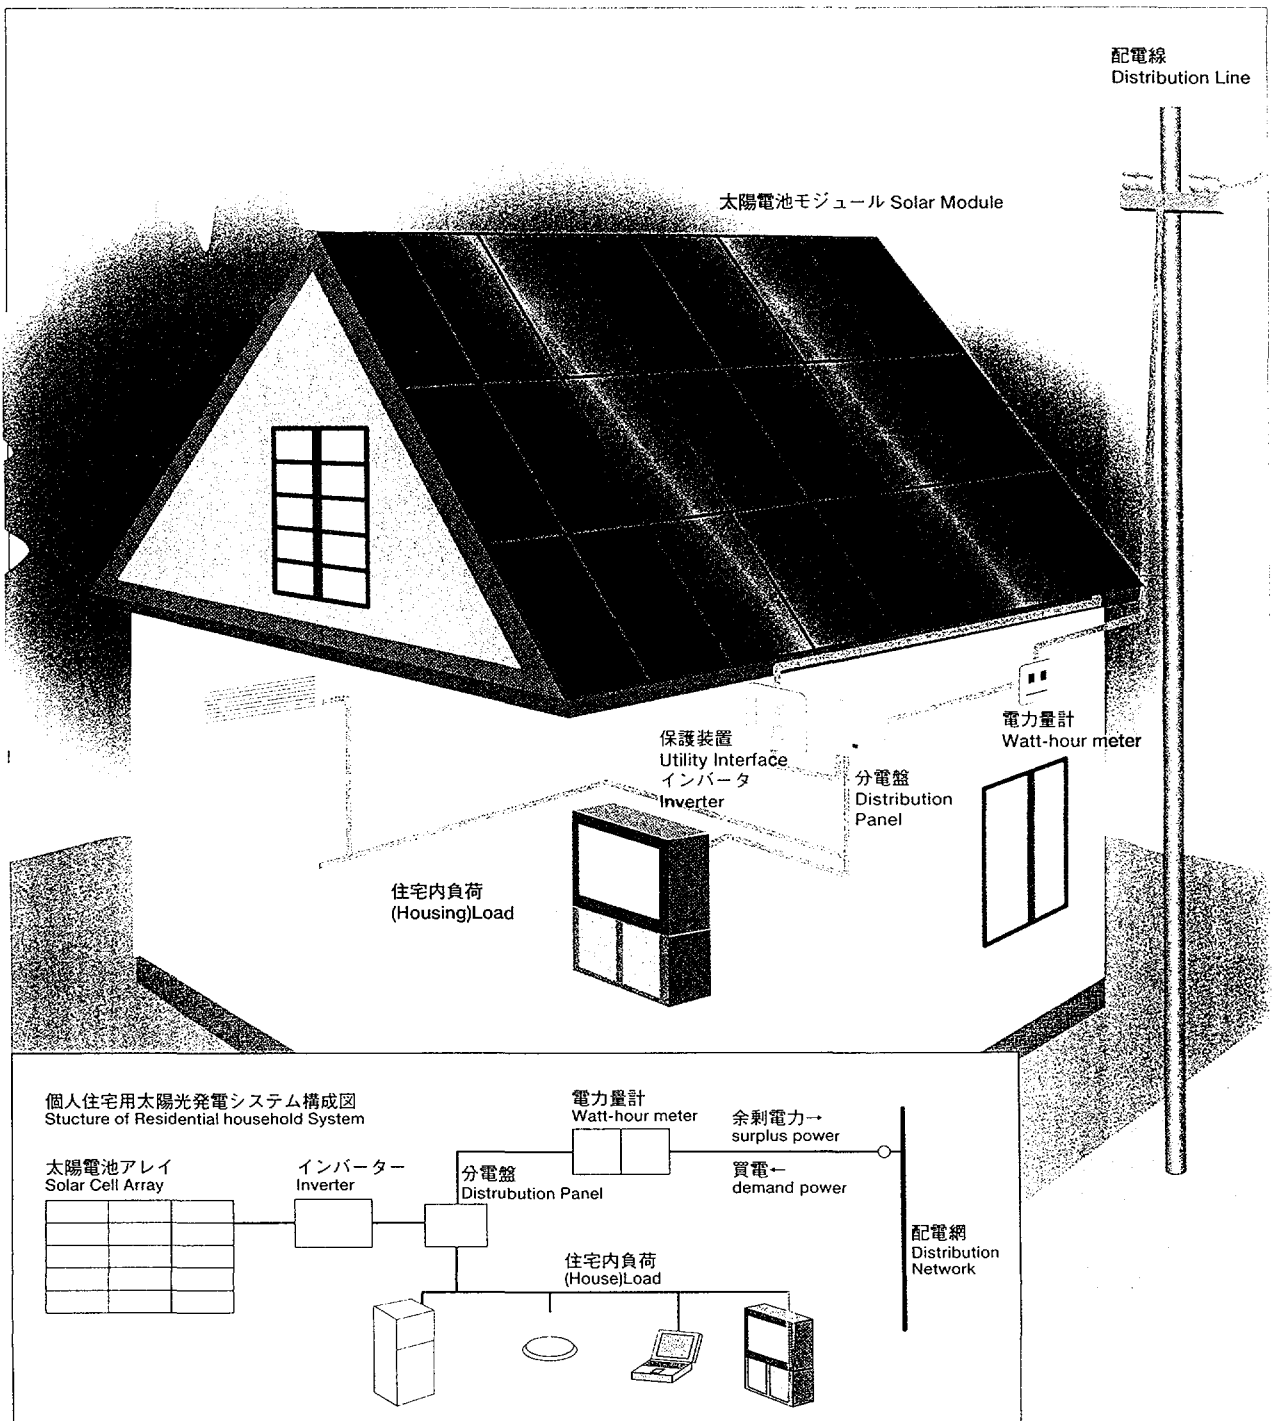 配電線
Distribution Line
太陽電池モジュール Solar Module
電力量計
Watt-hour meter
保護装置
Utility Interface
インバータ
Inverter
分電盤
Distribution
Panel
住宅内負荷
(Housing)Load
個人住宅用太陽光発電システム構成図
Stucture of Residential household System
太陽電池アレイ
Solar Cell Array
インバーター
Inverter
分電盤
Distrubution Panel
電力量計
Watt-hour meter
余剰電力→
surplus power
買電←
demand power
配電網
Distribution
Network
住宅内負荷
(House)Load